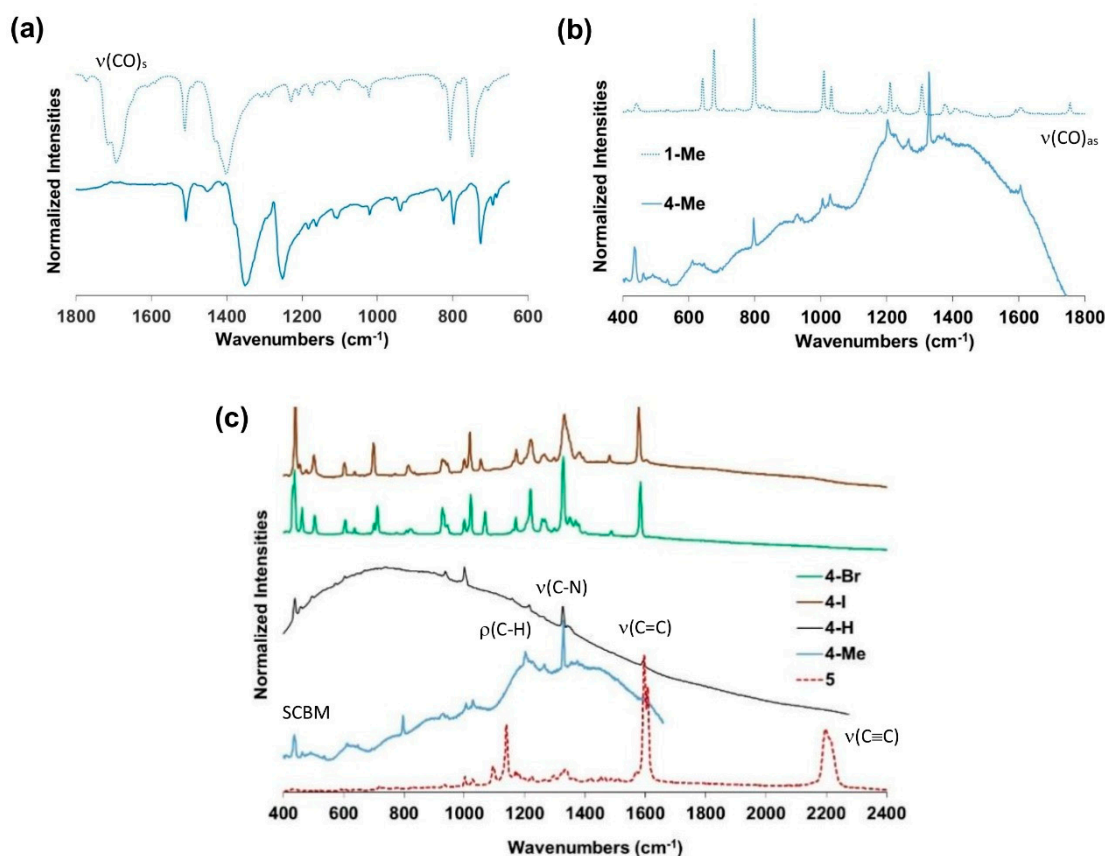 (a)
ν(CO)s
Normalized Intensities
1800 1600 1400 1200 1000 800 600
Wavenumbers (cm-1)
(b)
ν(CO)as
1-Me
4-Me
Normalized Intensities
400 600 800 1000 1200 1400 1600 1800
Wavenumbers (cm-1)
(c)
Normalized Intensities
ν(C-N)
ρ(C-H)
ν(C=C)
SCBM
ν(C≡C)
4-Br
4-I
4-H
4-Me
5
400 600 800 1000 1200 1400 1600 1800 2000 2200 2400
Wavenumbers (cm-1)